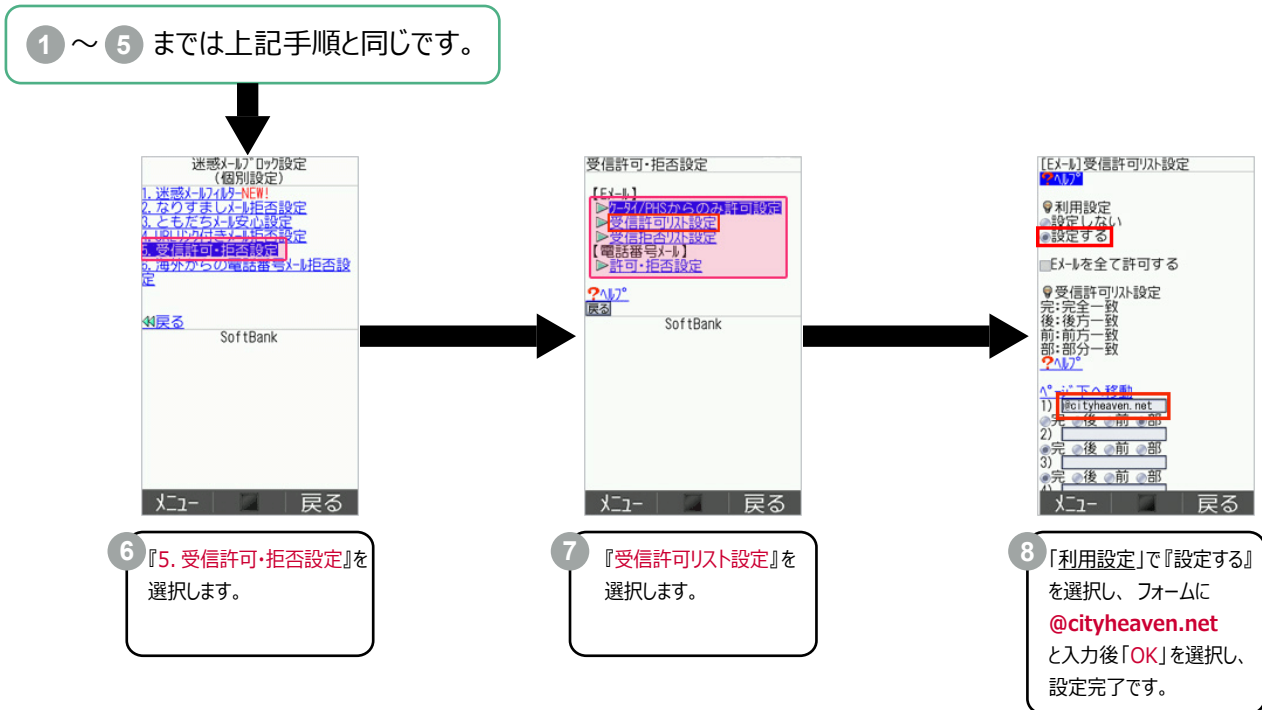 1 ～ 5 までは上記手順と同じです。
迷惑ﾒｰﾙﾌﾞﾛｯｸ設定
(個別設定)
1. 迷惑ﾒｰﾙﾌｨﾙﾀｰNEW!
2. なりすましﾒｰﾙ拒否設定
3. ともだちﾒｰﾙ安心設定
4. URLﾘﾝｸ付きﾒｰﾙ拒否設定
5. 受信許可・拒否設定
6. 海外からの電話番号ﾒｰﾙ拒否設
定
戻る
SoftBank
ﾒﾆｭｰ 戻る
受信許可・拒否設定
【Eﾒｰﾙ】
ｹｰﾀｲ/PHSからのみ許可設定
受信許可ﾘｽﾄ設定
受信拒否ﾘｽﾄ設定
【電話番号ﾒｰﾙ】
許可・拒否設定
?ﾍﾙﾌﾟ
戻る
SoftBank
ﾒﾆｭｰ 戻る
[Eﾒｰﾙ]受信許可ﾘｽﾄ設定
?ﾍﾙﾌﾟ
利用設定
設定しない
設定する
Eﾒｰﾙを全て許可する
受信許可ﾘｽﾄ設定
完:完全一致
後:後方一致
前:前方一致
部:部分一致
?ﾍﾙﾌﾟ
ﾍﾟｰｼﾞ下へ移動
1) @cityheaven.net
完 後 前 部
2)
完 後 前 部
3)
完 後 前 部
4)
ﾒﾆｭｰ 戻る
6 『5. 受信許可・拒否設定』を
選択します。
7 『受信許可リスト設定』を
選択します。
8 「利用設定」で『設定する』
を選択し、フォームに
@cityheaven.net
と入力後「OK」を選択し、
設定完了です。